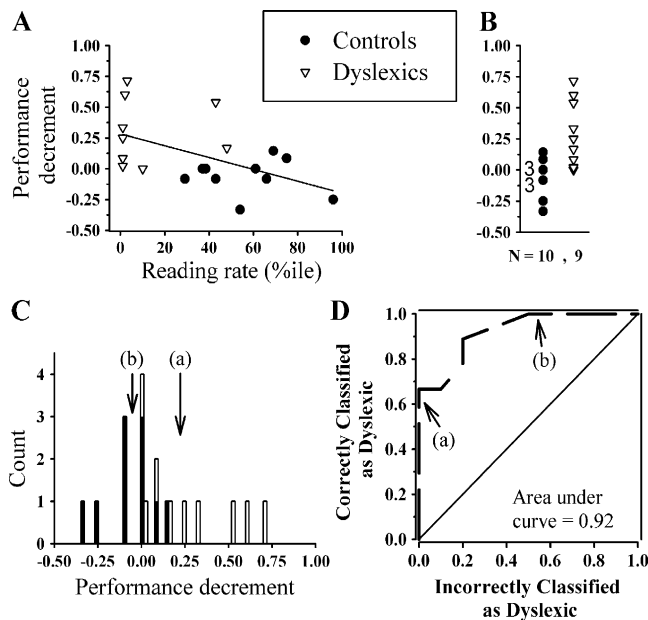 A
Controls
Dyslexics
B
Performance
decrement
1.00
0.75
0.50
0.25
0.00
-0.25
-0.50
0
20
40
60
80
100
Reading rate (%ile)
1.00
0.75
0.50
0.25
0.00
-0.25
-0.50
3
3
N = 10 , 9
C
(b)
(a)
Count
4
3
2
1
0
-0.50
-0.25
0.00
0.25
0.50
0.75
1.00
Performance decrement
D
Correctly Classified
as Dyslexic
1.0
0.8
0.6
0.4
0.2
0.0
(b)
(a)
Area under
curve = 0.92
0.0
0.2
0.4
0.6
0.8
1.0
Incorrectly Classified
as Dyslexic